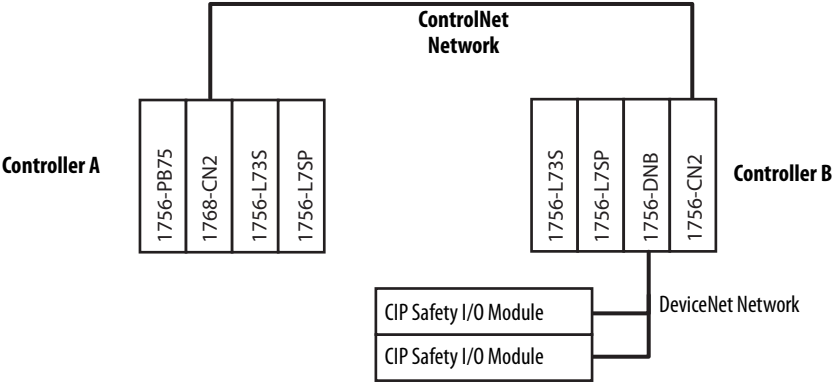 ControlNet
Network
Controller A
1756-PB75
1768-CN2
1756-L73S
1756-L7SP
1756-L73S
1756-L7SP
1756-DNB
1756-CN2
Controller B
CIP Safety I/O Module
CIP Safety I/O Module
DeviceNet Network